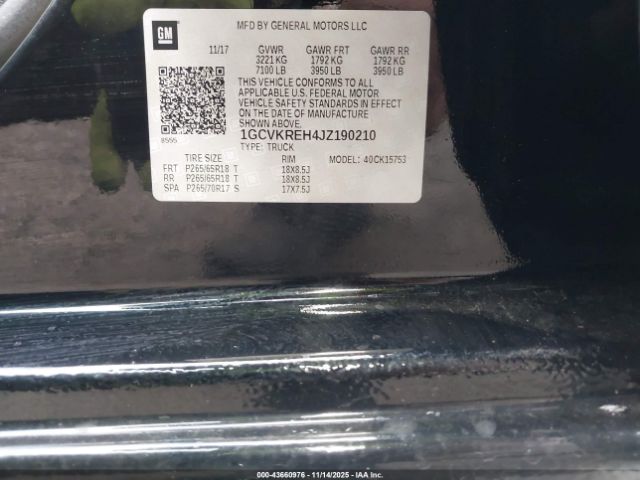 MFD BY GENERAL MOTORS LLC
GM
11/17 GVWR GAWR FRT GAWR RR
3221 KG 1792 KG 1792 KG
7100 LB 3950 LB 3950 LB
THIS VEHICLE CONFORMS TO ALL
APPLICABLE U.S. FEDERAL MOTOR
VEHICLE SAFETY STANDARDS IN EFFECT
ON THE DATE OF MANUFACTURE
SHOWN ABOVE.
1GCVKREH4JZ190210
8595
TYPE: TRUCK
TIRE SIZE RIM MODEL: 40CK15753
FRT P265/65R18 T 18X8.5J
RR P265/65R18 T 18X8.5J
SPA P265/70R17 S 17X7.5J
000-43660976 - 11/14/2025 - IAA Inc.